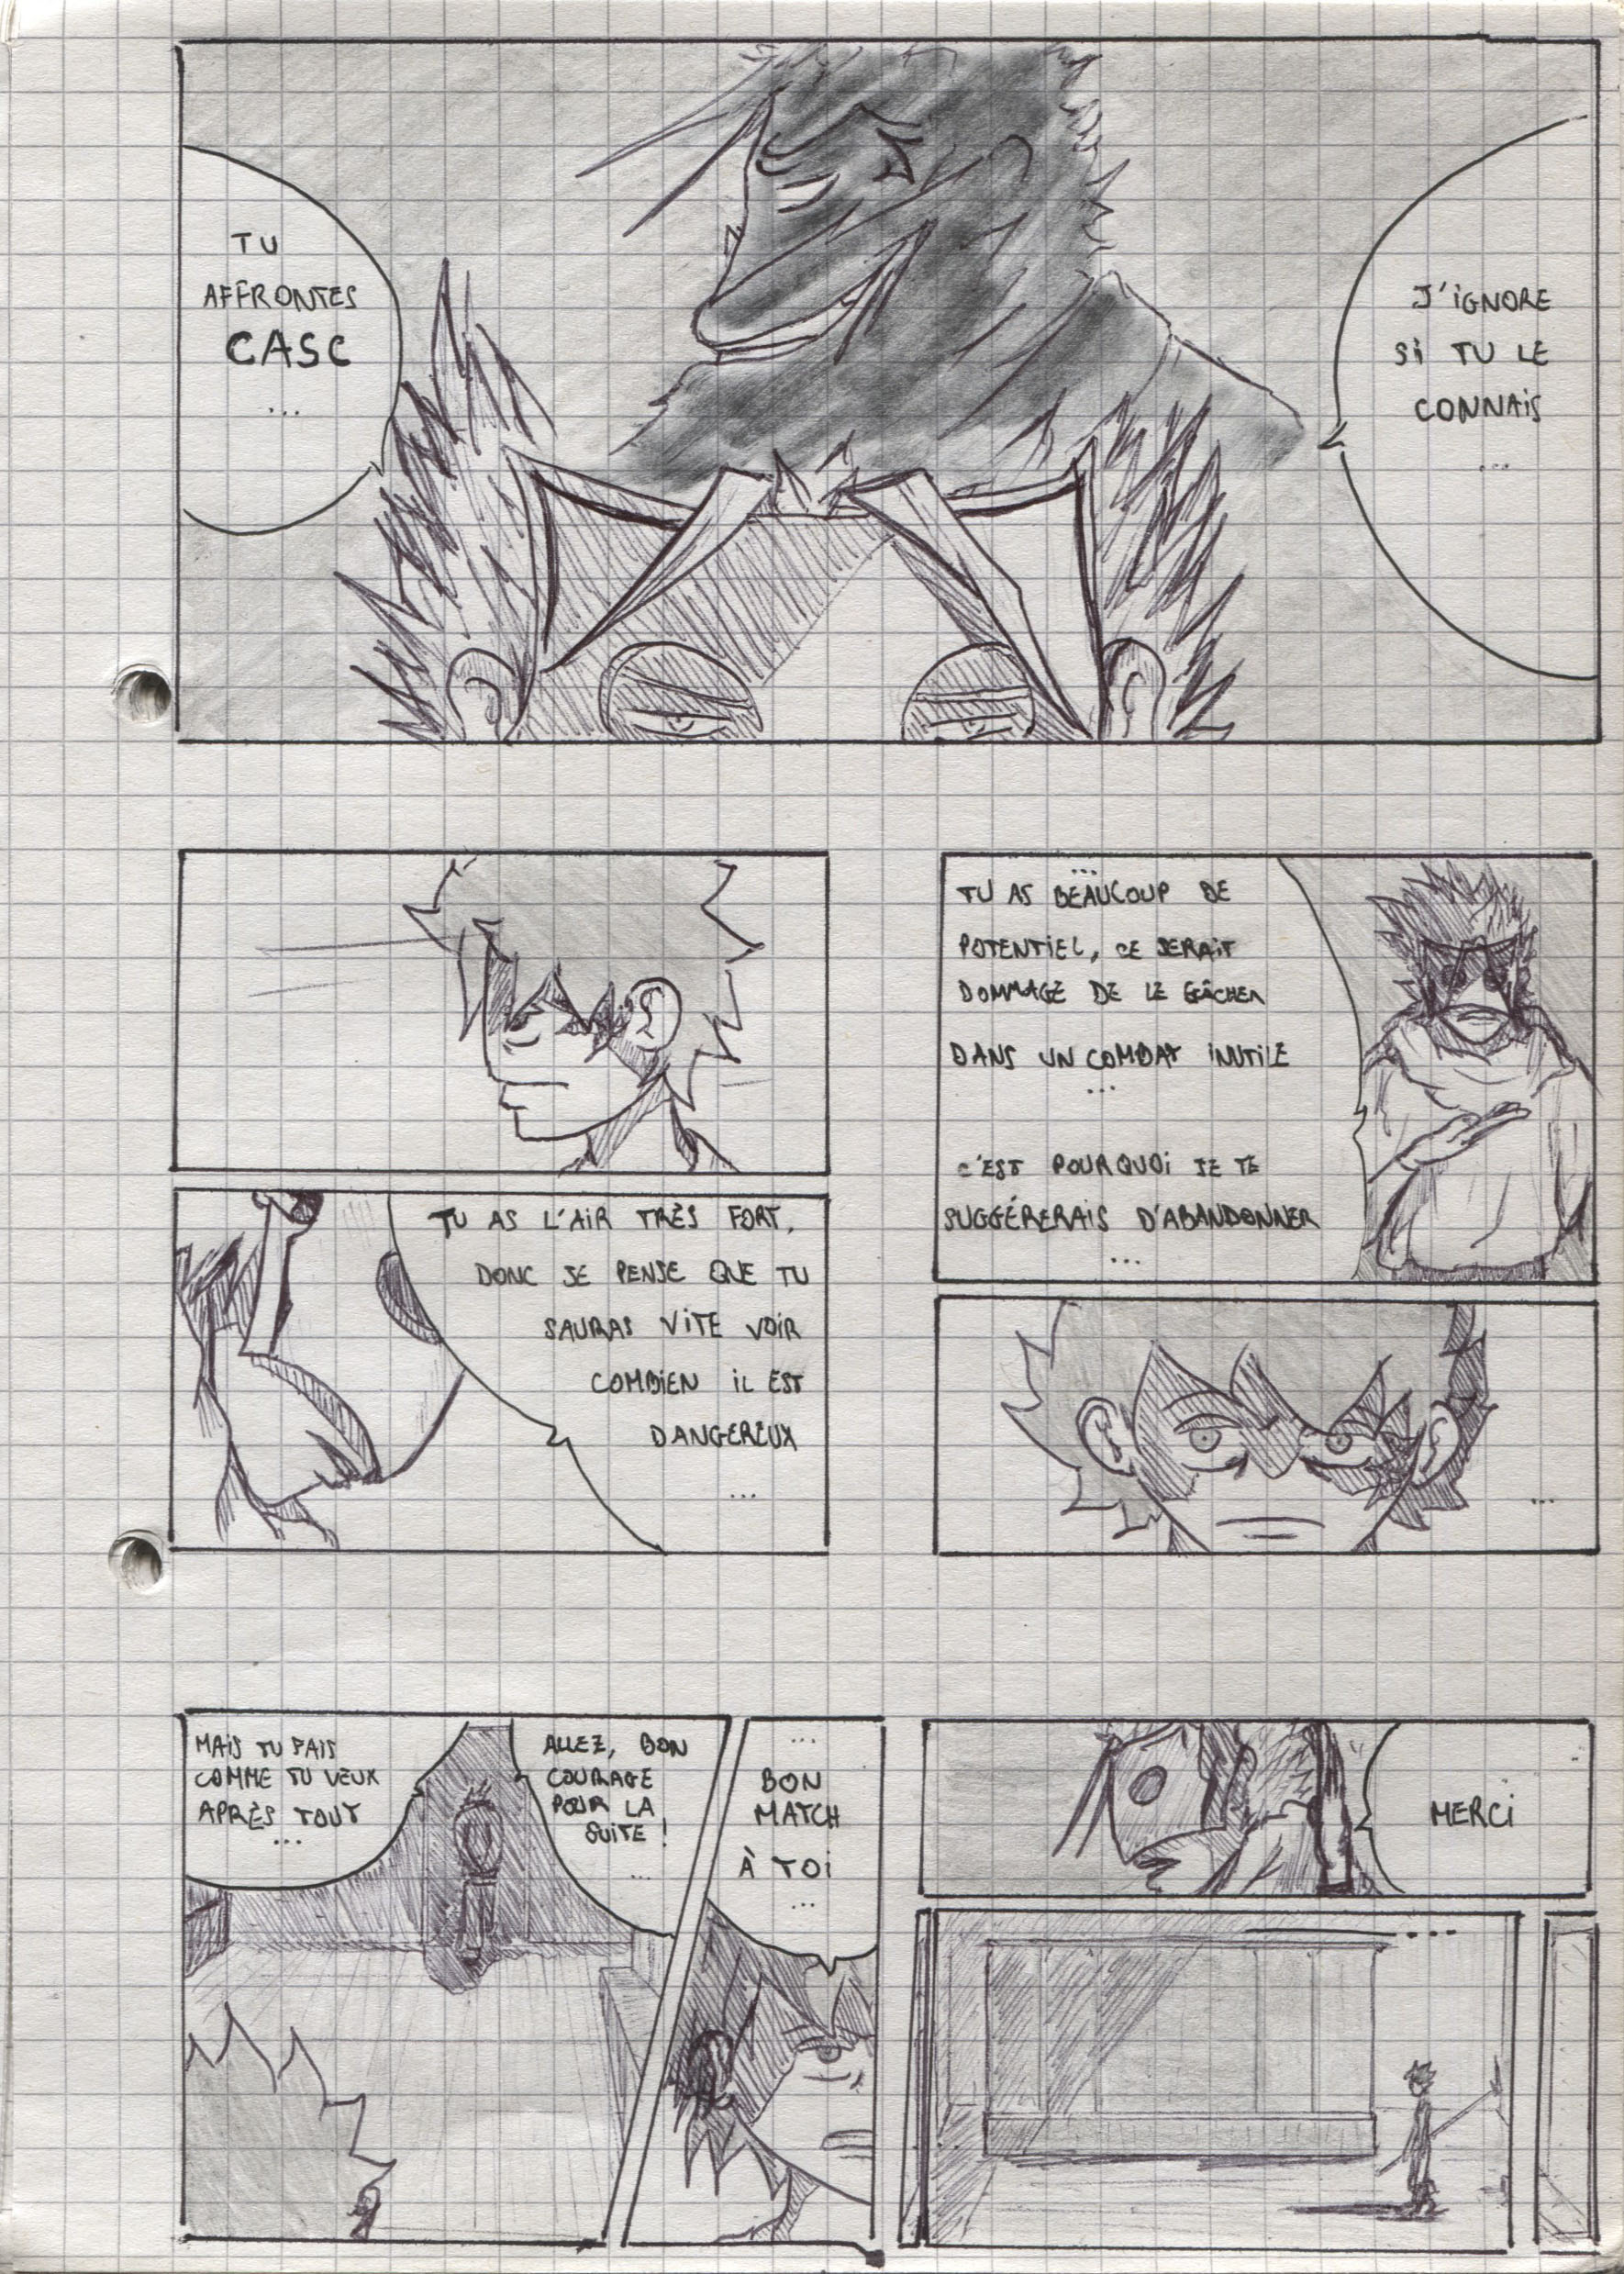 TU
AFFRONTES
CASC
...
J'IGNORE
SI TU LE
CONNAIS
...
TU AS L'AIR TRÈS FORT,
DONC JE PENSE QUE TU
SAURAS VITE VOIR
COMBIEN IL EST
DANGEREUX
...
...
TU AS BEAUCOUP DE
POTENTIEL, CE SERAIT
DOMMAGE DE LE GÂCHER
DANS UN COMBAT INUTILE
...
C'EST POURQUOI JE TE
SUGGÉRERAIS D'ABANDONNER
...
...
MAIS TU FAIS
COMME TU VEUX
APRÈS TOUT
...
ALLEZ, BON
COURAGE
POUR LA
SUITE !
...
...
BON
MATCH
À TOI
...
MERCI
...